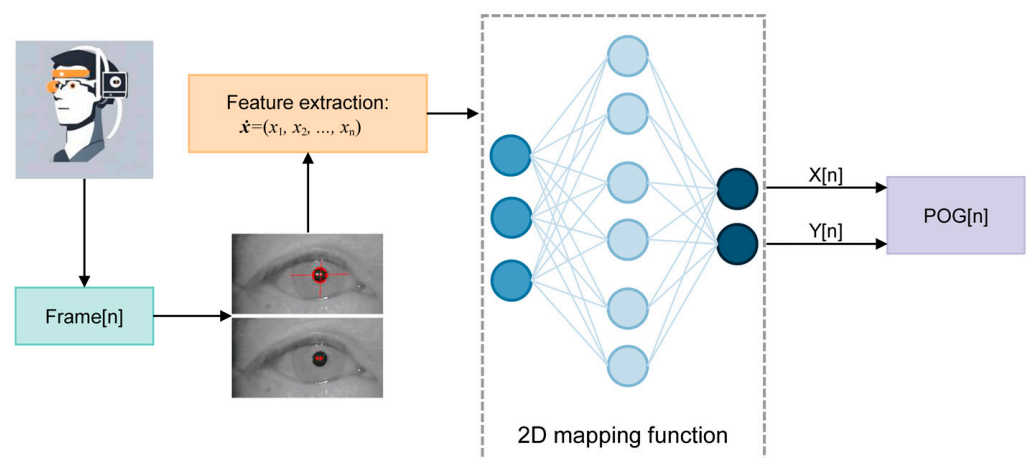 Frame[n]
Feature extraction:
ẋ=(x₁, x₂, ..., xₙ)
2D mapping function
X[n]
Y[n]
POG[n]